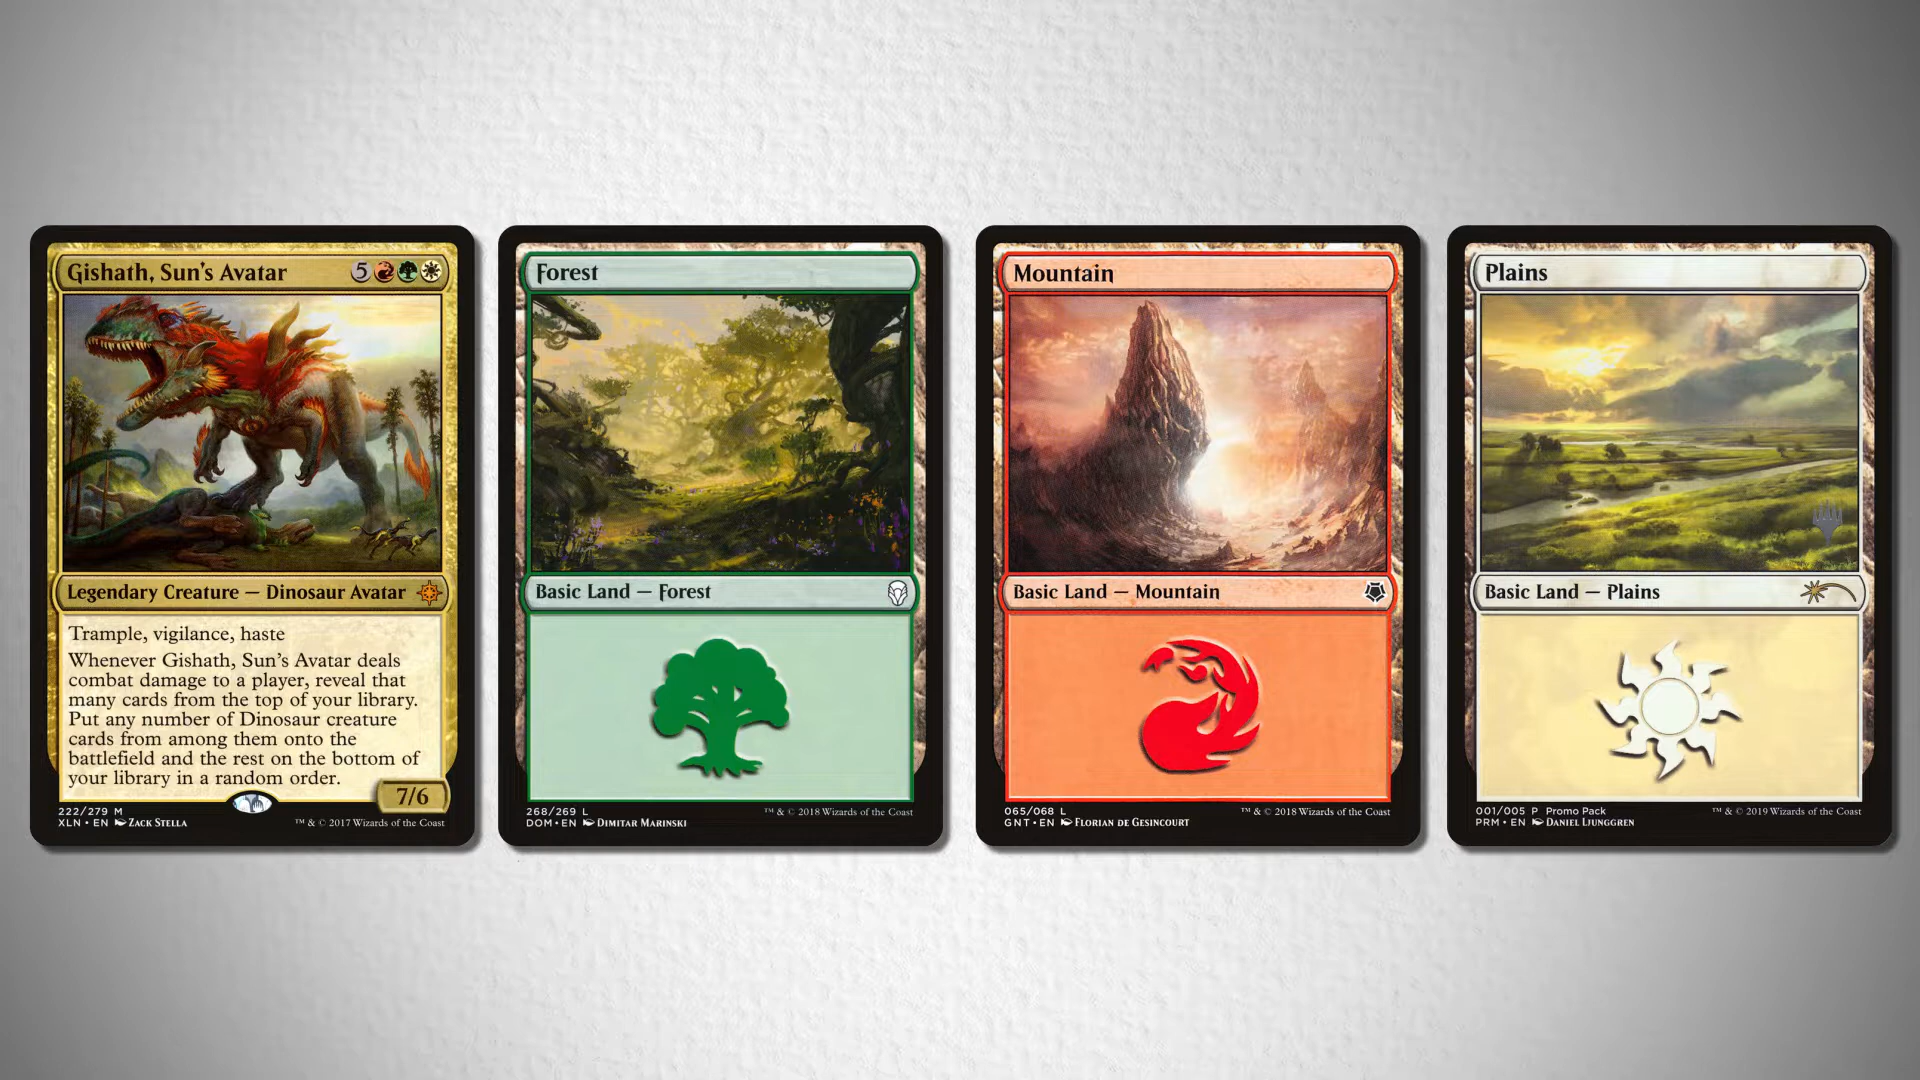 Gishath, Sun's Avatar 5
Legendary Creature — Dinosaur Avatar
Trample, vigilance, haste
Whenever Gishath, Sun's Avatar deals
combat damage to a player, reveal that
many cards from the top of your library.
Put any number of Dinosaur creature
cards from among them onto the
battlefield and the rest on the bottom of
your library in a random order.
7/6
222/279 M
XLN • EN Zack Stella
™ & © 2017 Wizards of the Coast
Forest
Basic Land — Forest
268/269 L
DOM • EN Dimitar Marinski
™ & © 2018 Wizards of the Coast
Mountain
Basic Land — Mountain
065/068 L
GNT • EN Florian de Gesincourt
™ & © 2018 Wizards of the Coast
Plains
Basic Land — Plains
001/005 P Promo Pack
PRM • EN Daniel Ljunggren
™ & © 2019 Wizards of the Coast